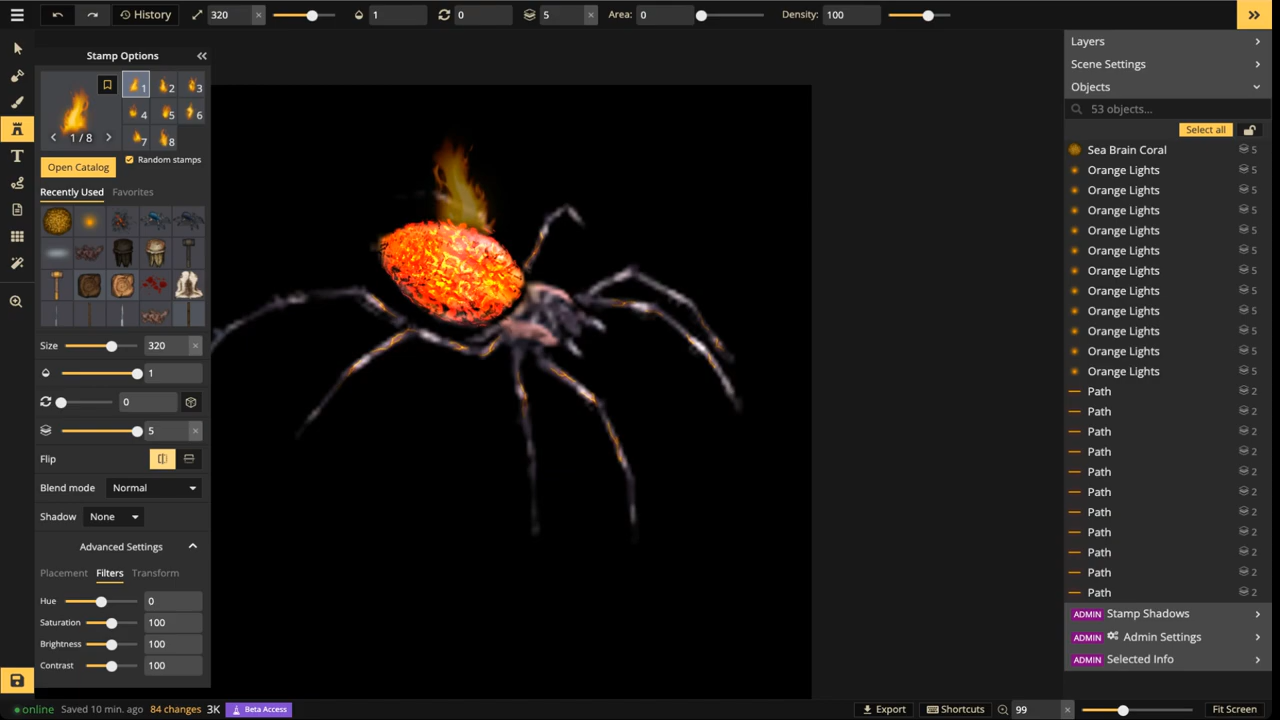 History 320 × 1 0 5 × Area: 0 Density: 100
Stamp Options
1 2 3
4 5 6
7 8
1 / 8
Open Catalog
Random stamps
Recently Used Favorites
Size 320 ×
1
0
5 ×
Flip
Blend mode Normal
Shadow None
Advanced Settings
Placement Filters Transform
Hue 0
Saturation 100
Brightness 100
Contrast 100
Layers
Scene Settings
Objects
53 objects...
Select all
Sea Brain Coral 5
Orange Lights 5
Orange Lights 5
Orange Lights 5
Orange Lights 5
Orange Lights 5
Orange Lights 5
Orange Lights 5
Orange Lights 5
Orange Lights 5
Orange Lights 5
Orange Lights 5
Path 2
Path 2
Path 2
Path 2
Path 2
Path 2
Path 2
Path 2
Path 2
Path 2
Path 2
ADMIN Stamp Shadows
ADMIN Admin Settings
ADMIN Selected Info
online Saved 10 min. ago 84 changes 3K Beta Access Export Shortcuts 99 × Fit Screen